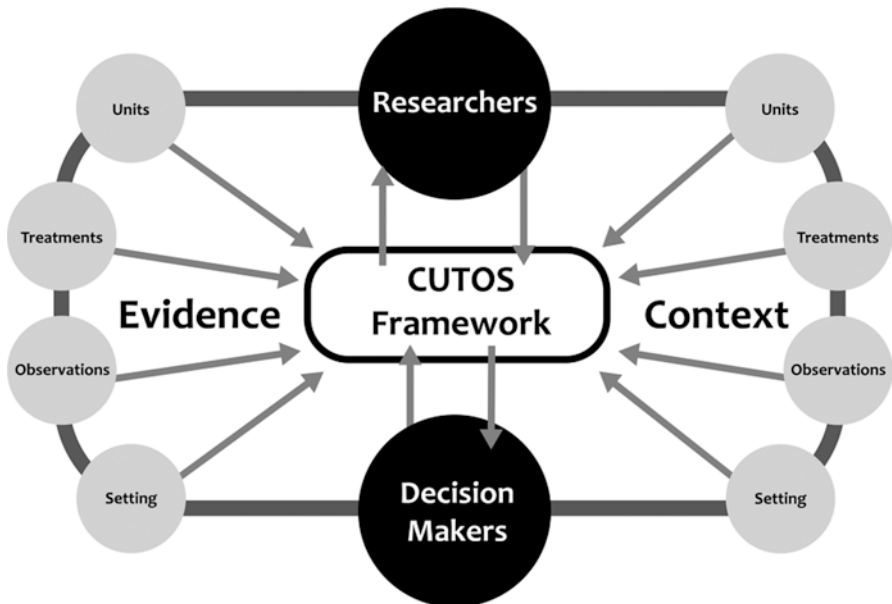 Researchers
Units
Units
Treatments
Treatments
CUTOS
Framework
Evidence
Context
Observations
Observations
Setting
Setting
Decision
Makers